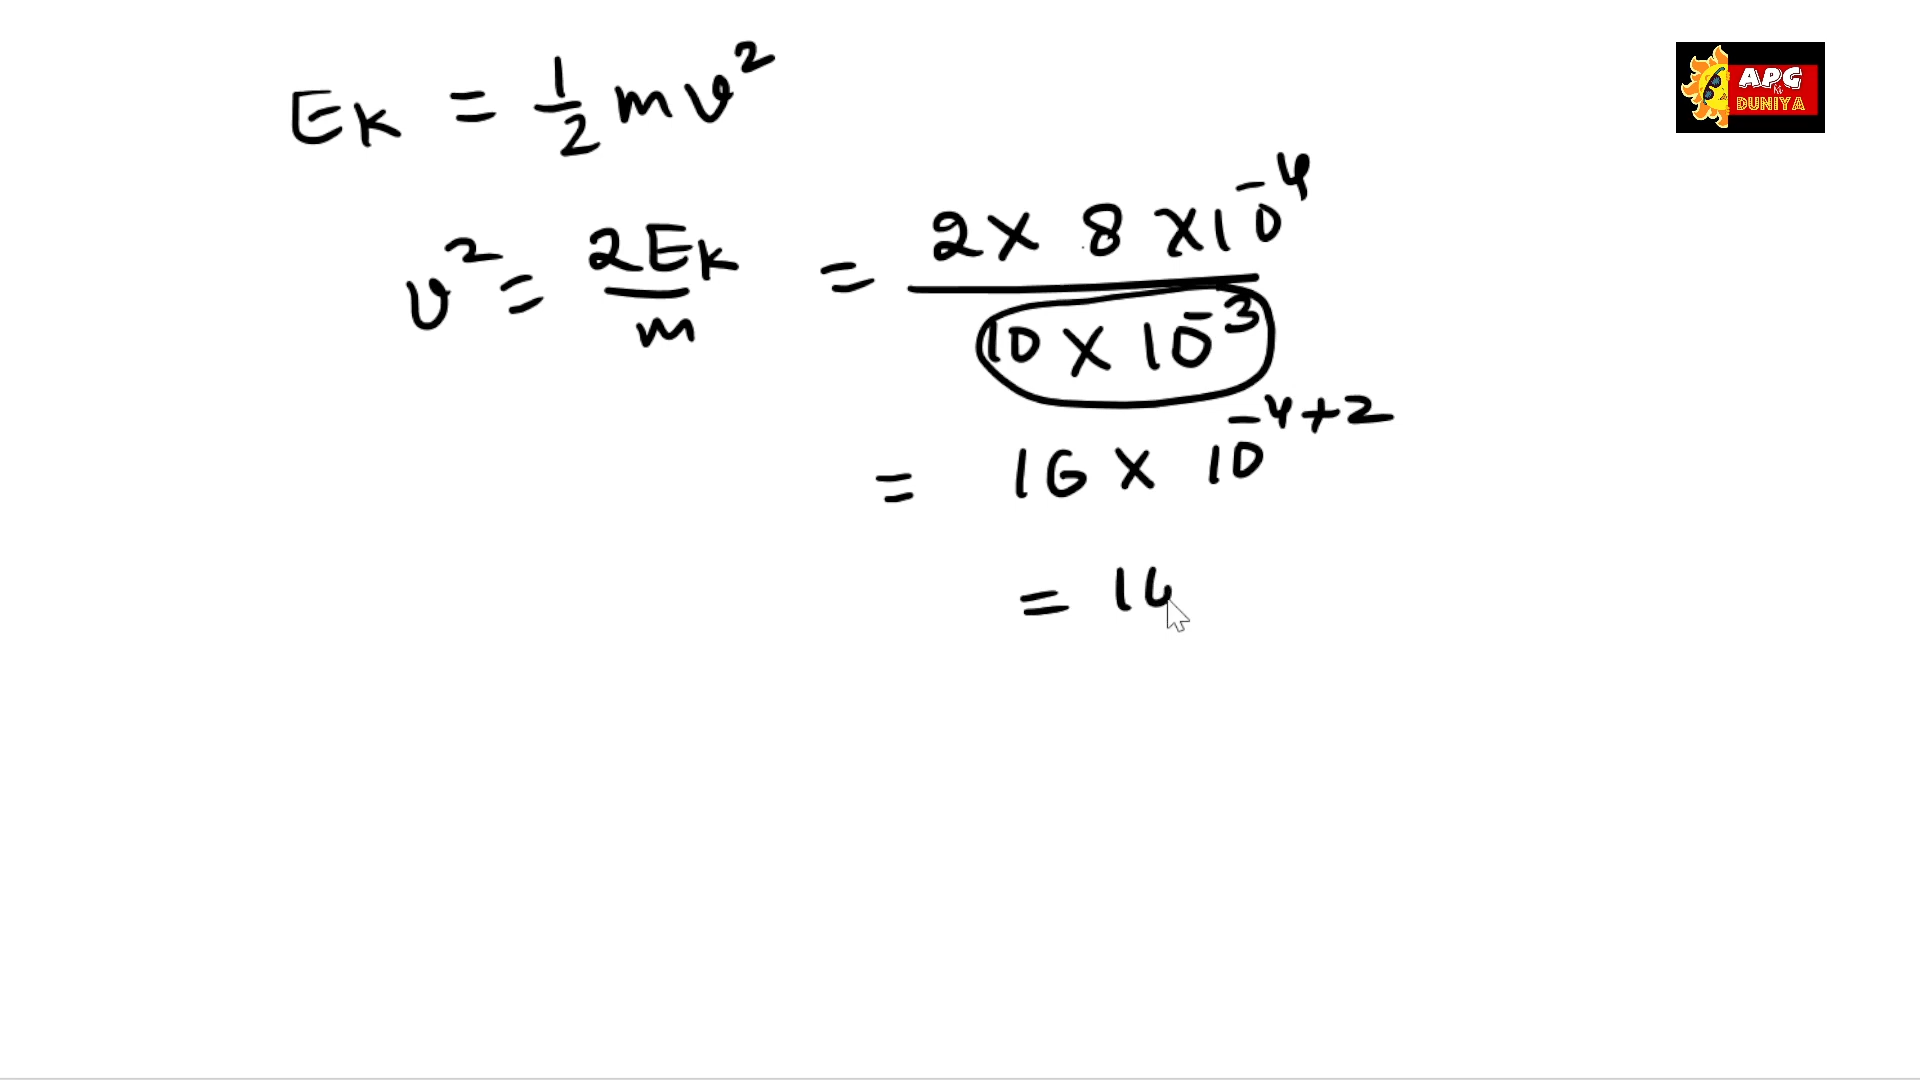 APG
KI
DUNIYA
Ek = 1/2 mv²
v² = 2Ek/m = 2 × 8 × 10⁻⁴ / 10 × 10⁻³
= 16 × 10⁻⁴⁺²
= 16